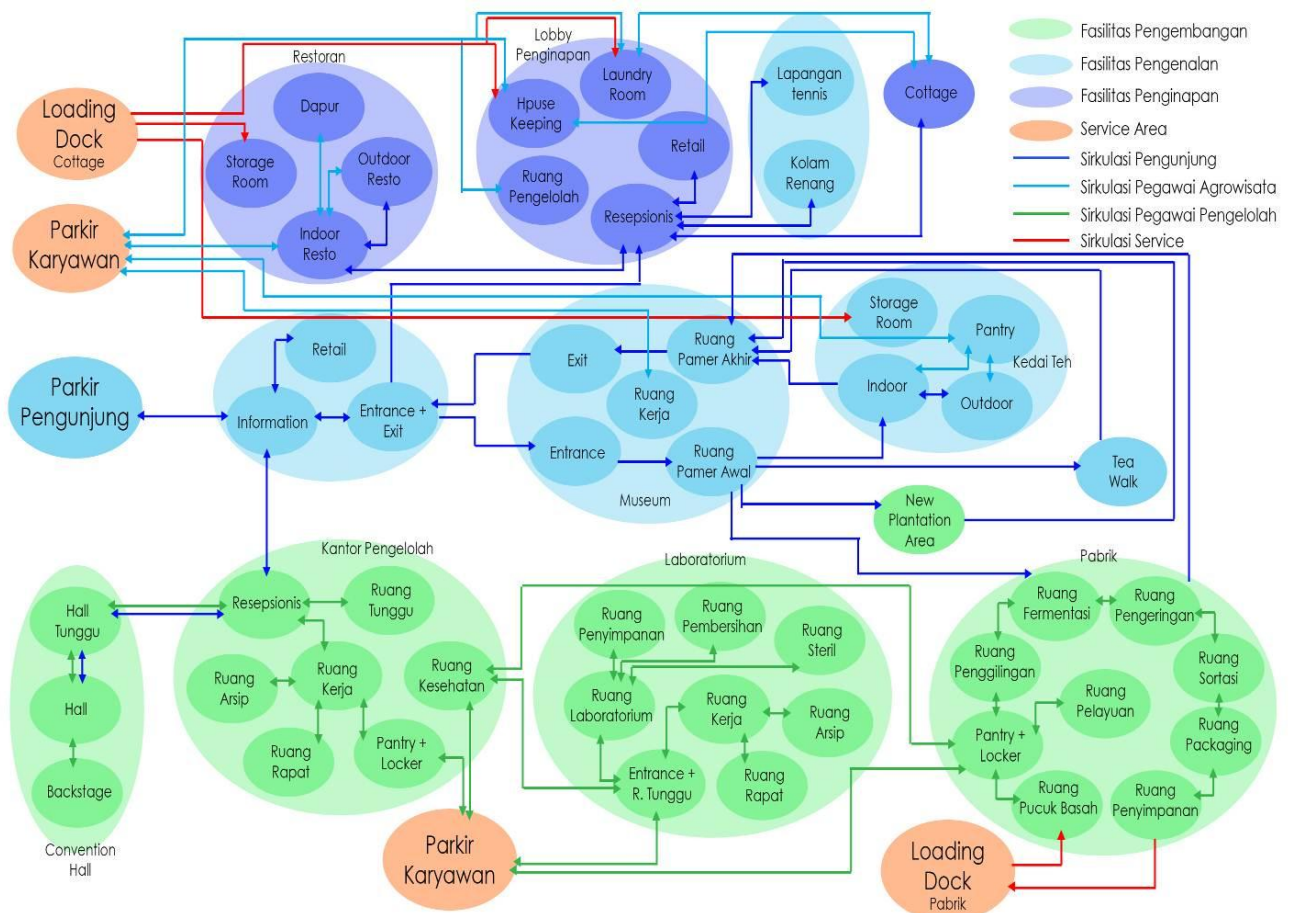 Restoran
Dapur
Storage
Room
Outdoor
Resto
Indoor
Resto
Lobby
Penginapan
Laundry
Room
Hpuse
Keeping
Retail
Ruang
Pengelolah
Resepsionis
Lapangan
tennis
Kolam
Renang
Cottage
Fasilitas Pengembangan
Fasilitas Pengenalan
Fasilitas Penginapan
Service Area
Sirkulasi Pengunjung
Sirkulasi Pegawai Agrowisata
Sirkulasi Pegawai Pengelolah
Sirkulasi Service
Loading
Dock
Cottage
Parkir
Karyawan
Parkir
Pengunjung
Retail
Information
Entrance +
Exit
Exit
Ruang
Pamer Akhir
Ruang
Kerja
Entrance
Ruang
Pamer Awal
Museum
Storage
Room
Pantry
Kedai Teh
Indoor
Outdoor
Tea
Walk
New
Plantation
Area
Kantor Pengelolah
Resepsionis
Ruang
Tunggu
Ruang
Arsip
Ruang
Kerja
Ruang
Kesehatan
Ruang
Rapat
Pantry +
Locker
Hall
Tunggu
Hall
Backstage
Convention
Hall
Laboratorium
Ruang
Penyimpanan
Ruang
Pembersihan
Ruang
Steril
Ruang
Laboratorium
Ruang
Kerja
Ruang
Arsip
Entrance +
R. Tunggu
Ruang
Rapat
Pabrik
Ruang
Fermentasi
Ruang
Pengeringan
Ruang
Penggilingan
Ruang
Sortasi
Ruang
Pelayuan
Pantry +
Locker
Ruang
Packaging
Ruang
Pucuk Basah
Ruang
Penyimpanan
Parkir
Karyawan
Loading
Dock
Pabrik